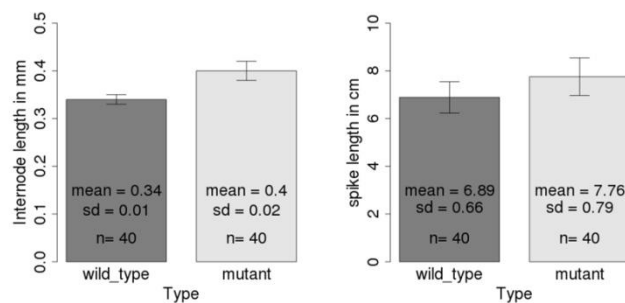 Internode length in mm
0.5
0.4
0.3
0.2
0.1
0.0
mean = 0.34
sd = 0.01
n= 40
mean = 0.4
sd = 0.02
n= 40
wild_type
mutant
Type
spike length in cm
10
8
6
4
2
0
mean = 6.89
sd = 0.66
n= 40
mean = 7.76
sd = 0.79
n= 40
wild_type
mutant
Type